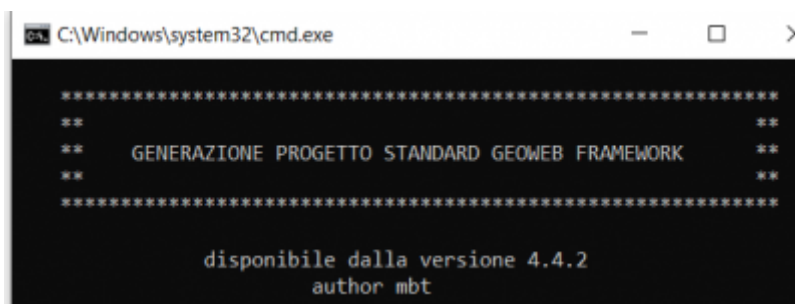 C:\Windows\system32\cmd.exe
************************************************************
** **
** GENERAZIONE PROGETTO STANDARD GEOWEB FRAMEWORK **
** **
************************************************************
disponibile dalla versione 4.4.2
author mbt